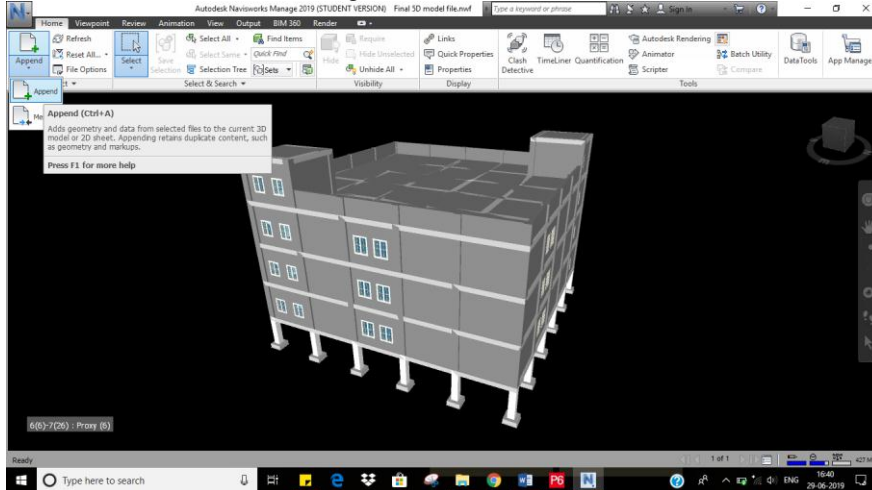 Autodesk Navisworks Manage 2019 (STUDENT VERSION) Final 5D model file.nwf
Type a keyword or phrase
Sign In
Home Viewpoint Review Animation View Output BIM 360 Render
Append
Refresh
Reset All...
File Options
Select
Save Selection
Select All
Select Same
Selection Tree
Find Items
Quick Find
Sets
Select & Search
Hide
Require
Hide Unselected
Unhide All
Visibility
Links
Quick Properties
Properties
Display
Clash Detective
TimeLiner
Quantification
Autodesk Rendering
Animator
Scripter
Batch Utility
Compare
Tools
DataTools
App Manage
Append
Me
Append (Ctrl+A)
Adds geometry and data from selected files to the current 3D
model or 2D sheet. Appending retains duplicate content, such
as geometry and markups.
Press F1 for more help
6(6)-7(26) : Proxy (6)
Ready
1 of 1
427 M
Type here to search
P6
N
ENG
16:40
29-06-2019